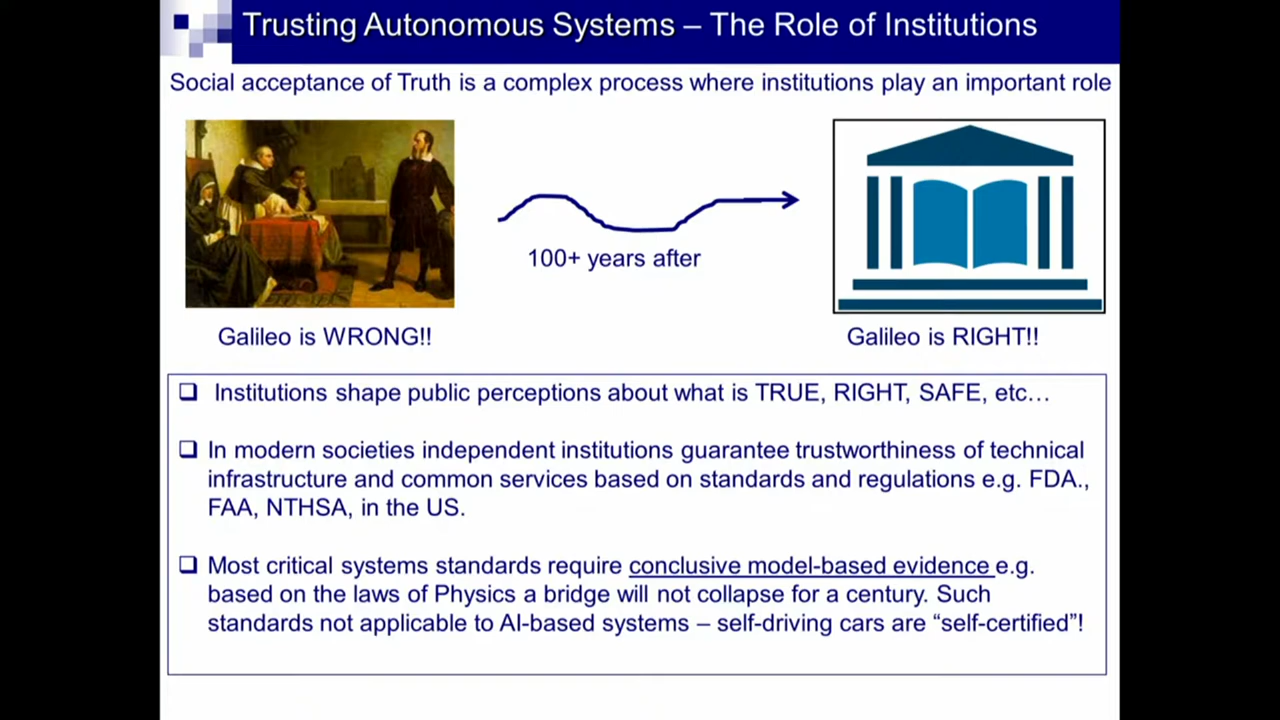 Trusting Autonomous Systems – The Role of Institutions
Social acceptance of Truth is a complex process where institutions play an important role
100+ years after
Galileo is WRONG!!
Galileo is RIGHT!!
Institutions shape public perceptions about what is TRUE, RIGHT, SAFE, etc…
In modern societies independent institutions guarantee trustworthiness of technical
infrastructure and common services based on standards and regulations e.g. FDA.,
FAA, NTHSA, in the US.
Most critical systems standards require conclusive model-based evidence e.g.
based on the laws of Physics a bridge will not collapse for a century. Such
standards not applicable to AI-based systems – self-driving cars are “self-certified”!